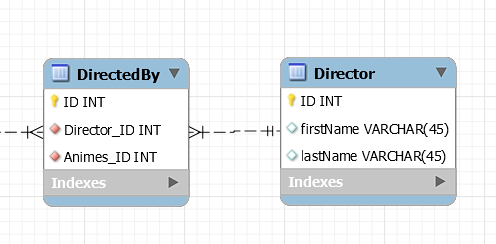 DirectedBy
ID INT
Director_ID INT
Animes_ID INT
Indexes
Director
ID INT
firstName VARCHAR(45)
lastName VARCHAR(45)
Indexes